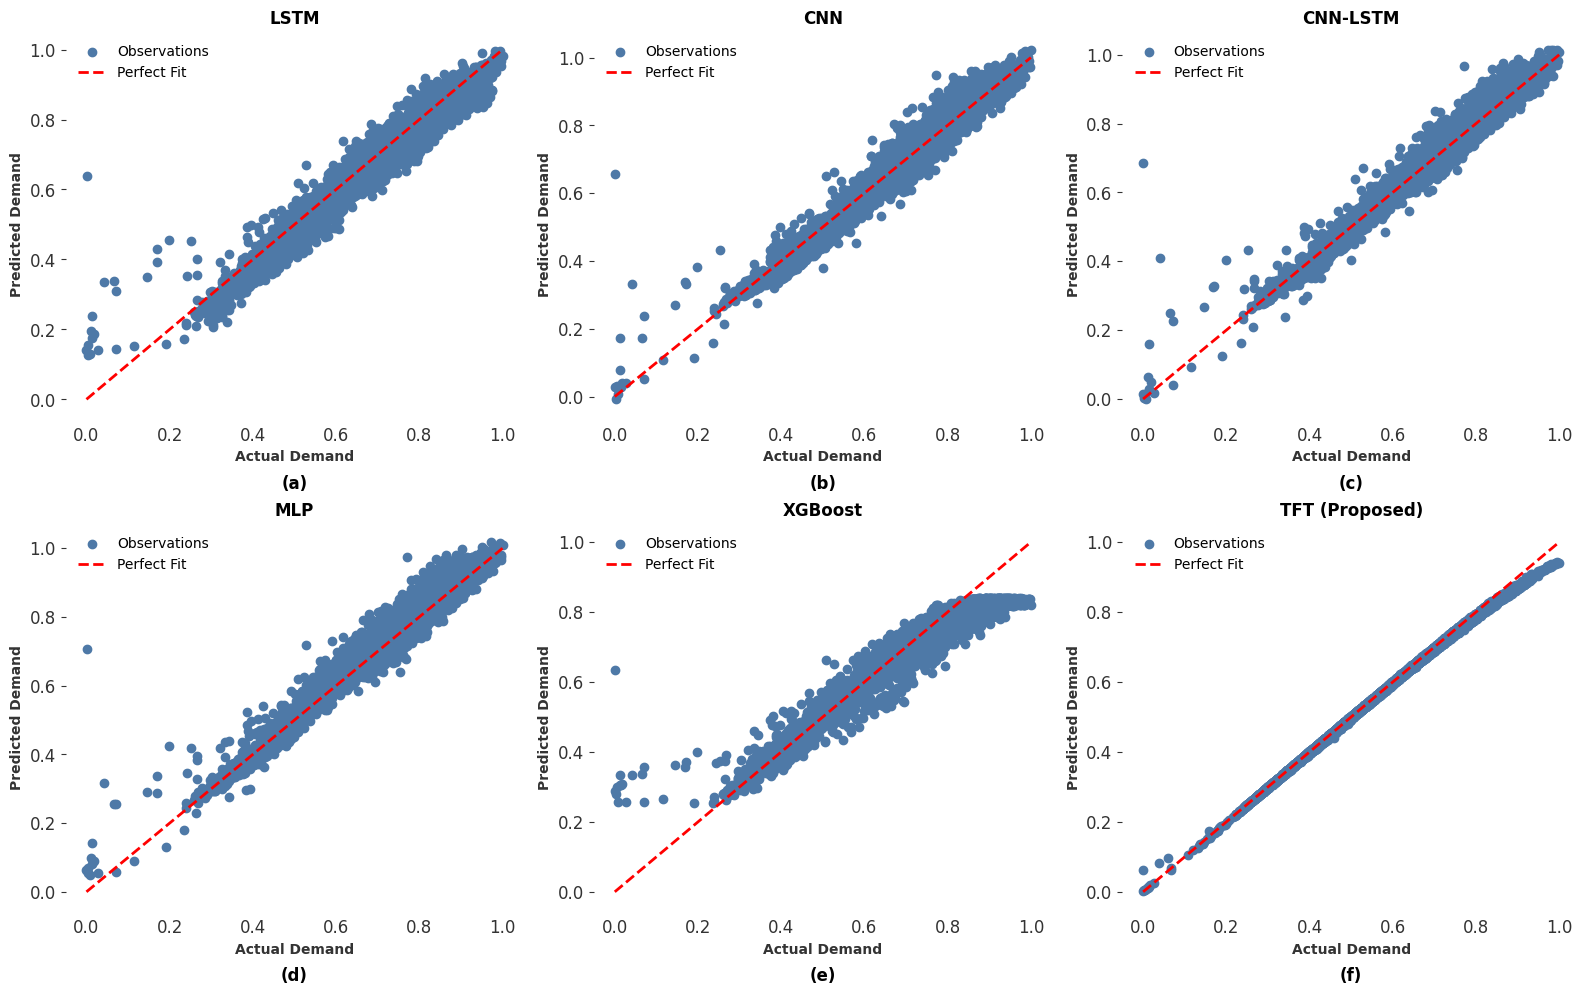 LSTM
Observations
Perfect Fit
1.0
0.8
0.6
0.4
0.2
0.0
Predicted Demand
0.0 0.2 0.4 0.6 0.8 1.0
Actual Demand
(a)
CNN
Observations
Perfect Fit
1.0
0.8
0.6
0.4
0.2
0.0
Predicted Demand
0.0 0.2 0.4 0.6 0.8 1.0
Actual Demand
(b)
CNN-LSTM
Observations
Perfect Fit
1.0
0.8
0.6
0.4
0.2
0.0
Predicted Demand
0.0 0.2 0.4 0.6 0.8 1.0
Actual Demand
(c)
MLP
Observations
Perfect Fit
1.0
0.8
0.6
0.4
0.2
0.0
Predicted Demand
0.0 0.2 0.4 0.6 0.8 1.0
Actual Demand
(d)
XGBoost
Observations
Perfect Fit
1.0
0.8
0.6
0.4
0.2
0.0
Predicted Demand
0.0 0.2 0.4 0.6 0.8 1.0
Actual Demand
(e)
TFT (Proposed)
Observations
Perfect Fit
1.0
0.8
0.6
0.4
0.2
0.0
Predicted Demand
0.0 0.2 0.4 0.6 0.8 1.0
Actual Demand
(f)